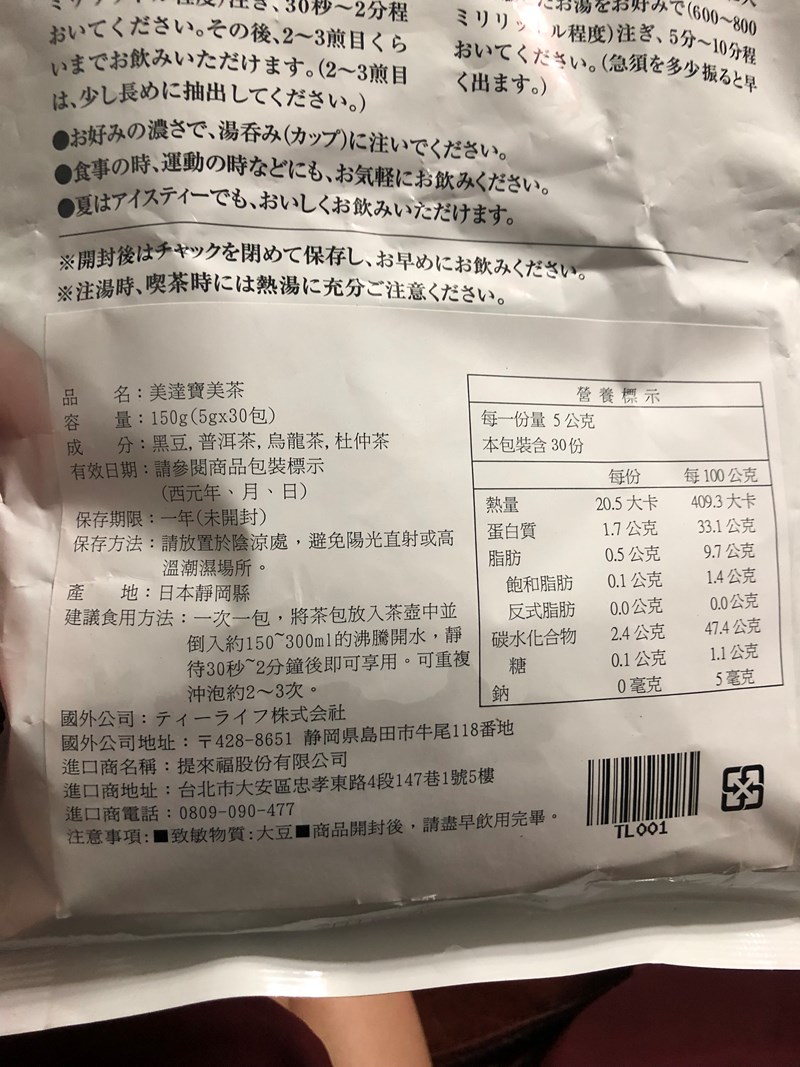 注ぎ、30秒～2分程
おいてください。その後、2～3煎目くら
いまでお飲みいただけます。(2～3煎目
は、少し長めに抽出してください。)
お湯をお好みで(600～800
ミリリットル程度)注ぎ、5分～10分程
おいてください。(急須を多少振ると早
く出ます。)
●お好みの濃さで、湯呑み(カップ)に注いでください。
●食事の時、運動の時などにも、お気軽にお飲みください。
●夏はアイスティーでも、おいしくお飲みいただけます。
※開封後はチャックを閉めて保存し、お早めにお飲みください。
※注湯時、喫茶時には熱湯に充分ご注意ください。
品 名：美達寶美茶
容 量：150g(5gx30包)
成 分：黑豆, 普洱茶, 烏龍茶, 杜仲茶
有效日期：請參閱商品包裝標示
(西元年、月、日)
保存期限：一年(未開封)
保存方法：請放置於陰涼處，避免陽光直射或高
溫潮濕場所。
產 地：日本靜岡縣
建議食用方法：一次一包，將茶包放入茶壺中並
倒入約150~300ml的沸騰開水，靜
待30秒~2分鐘後即可享用。可重複
沖泡約2～3次。
國外公司：ティーライフ株式会社
國外公司地址：〒428-8651 静岡県島田市牛尾118番地
進口商名稱：提來福股份有限公司
進口商地址：台北市大安區忠孝東路4段147巷1號5樓
進口商電話：0809-090-477
注意事項:■致敏物質:大豆■商品開封後，請盡早飲用完畢。
營養標示
每一份量 5公克
本包裝含 30份
每份 每 100 公克
熱量 20.5 大卡 409.3 大卡
蛋白質 1.7 公克 33.1 公克
脂肪 0.5 公克 9.7 公克
飽和脂肪 0.1 公克 1.4 公克
反式脂肪 0.0 公克 0.0 公克
碳水化合物 2.4 公克 47.4 公克
糖 0.1 公克 1.1 公克
鈉 0 毫克 5 毫克
TL001